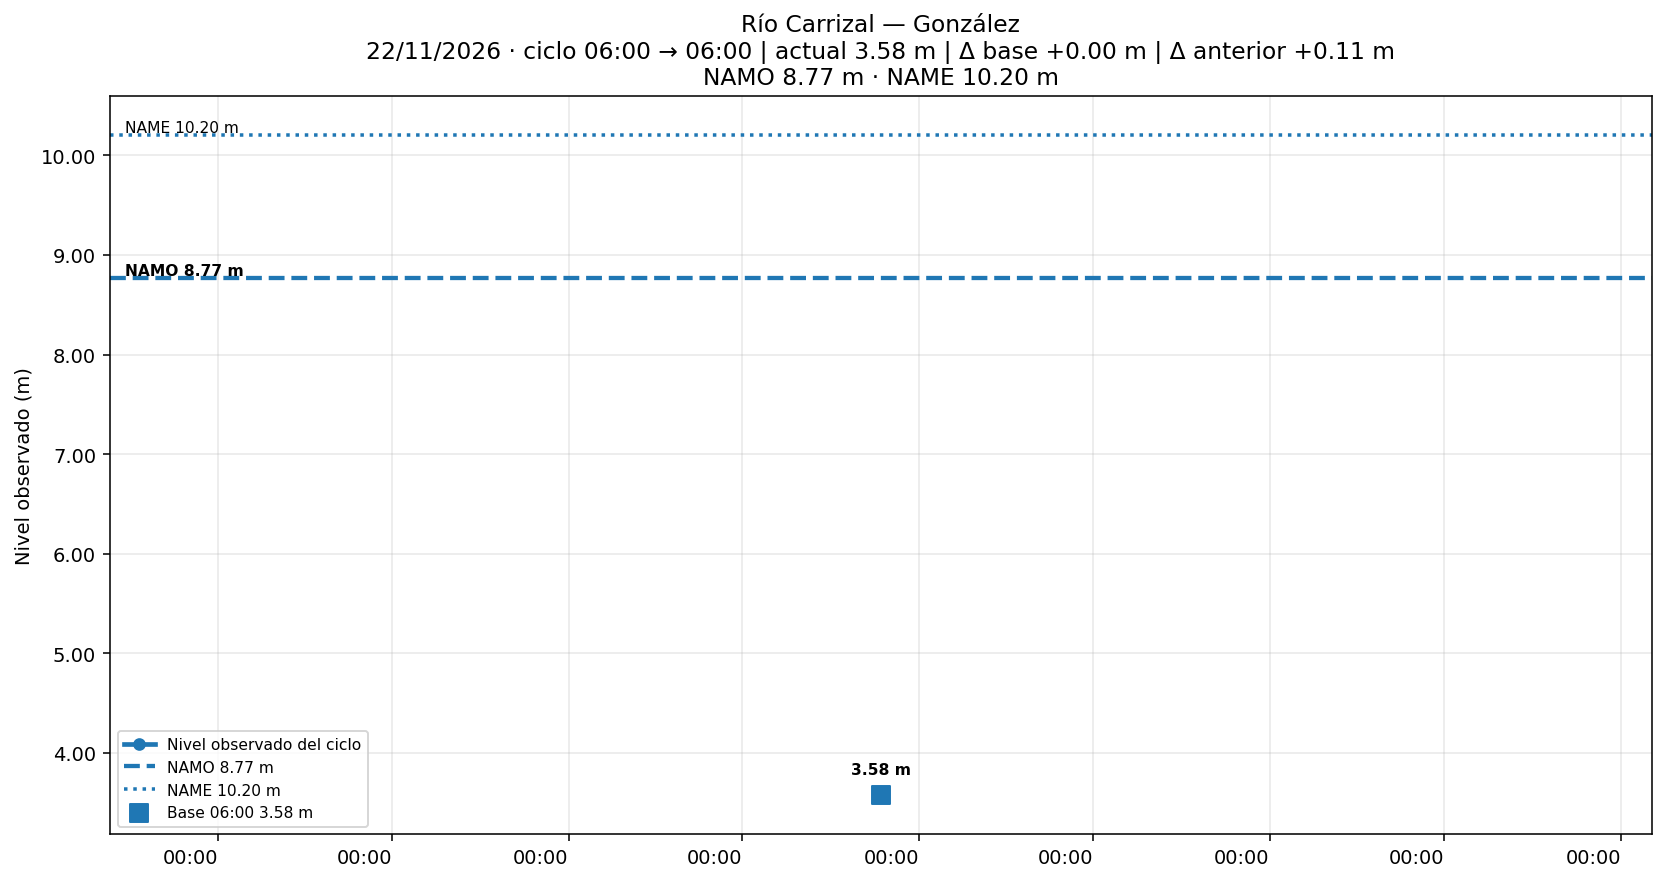 Río Carrizal — González
22/11/2026 · ciclo 06:00 → 06:00 | actual 3.58 m | Δ base +0.00 m | Δ anterior +0.11 m
NAMO 8.77 m · NAME 10.20 m
NAME 10.20 m
10.00
9.00
NAMO 8.77 m
8.00
7.00
6.00
5.00
4.00
Nivel observado (m)
3.58 m
Nivel observado del ciclo
NAMO 8.77 m
NAME 10.20 m
Base 06:00 3.58 m
00:00 00:00 00:00 00:00 00:00 00:00 00:00 00:00 00:00